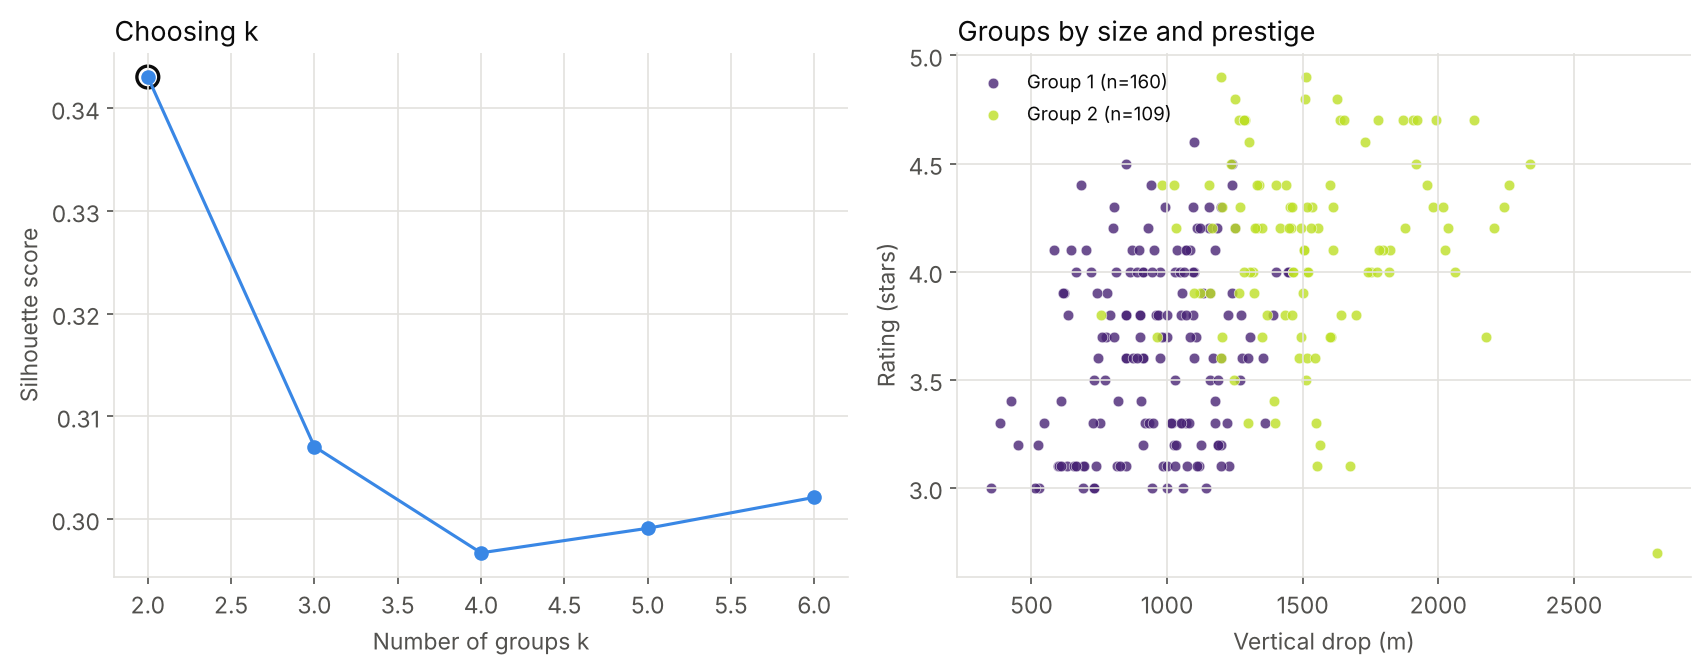 Choosing k
Silhouette score
0.34
0.33
0.32
0.31
0.30
2.0 2.5 3.0 3.5 4.0 4.5 5.0 5.5 6.0
Number of groups k
Groups by size and prestige
Group 1 (n=160)
Group 2 (n=109)
Rating (stars)
5.0
4.5
4.0
3.5
3.0
500 1000 1500 2000 2500
Vertical drop (m)